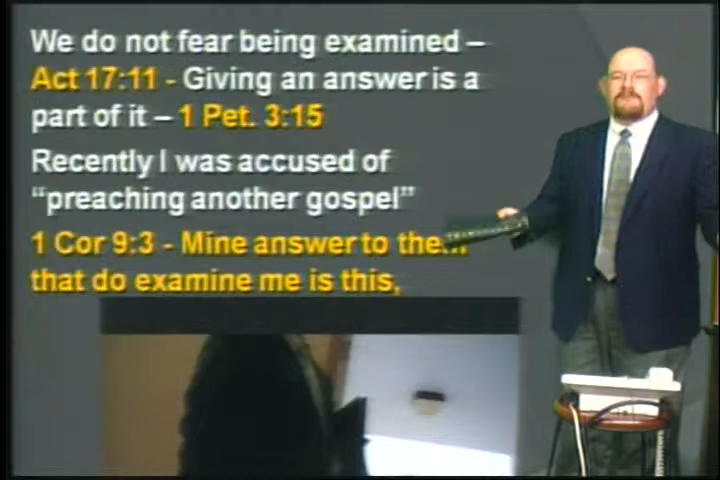 We do not fear being examined –
Act 17:11 - Giving an answer is a
part of it – 1 Pet. 3:15
Recently I was accused of
“preaching another gospel”
1 Cor 9:3 - Mine answer to the
that do examine me is this,